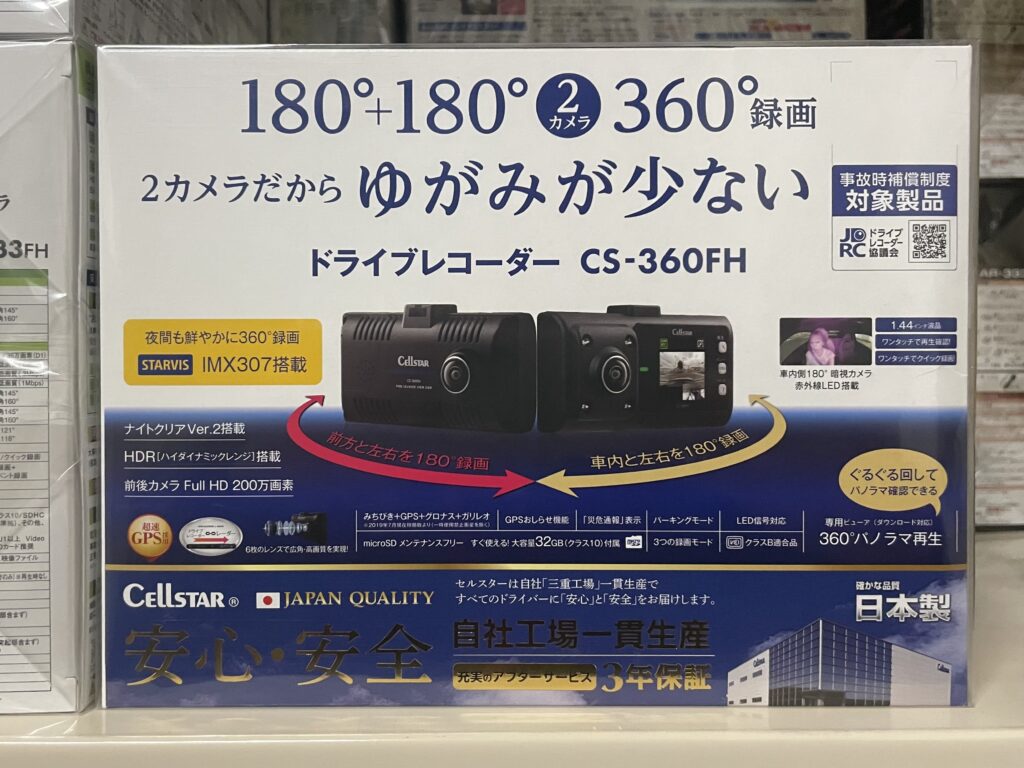 180°+180° 2カメラ 360°録画
2カメラだから ゆがみが少ない
事故時補償制度
対象製品
JDRC ドライブレコーダー協議会
ドライブレコーダー CS-360FH
夜間も鮮やかに360°録画
STARVIS IMX307搭載
CELLSTAR
CELLSTAR
1.44インチ液晶
ワンタッチで再生確認!
ワンタッチでクイック録画
車内側180° 暗視カメラ
赤外線LED搭載
ナイトクリアVer.2搭載
HDR[ハイダイナミックレンジ]搭載
前後カメラ Full HD 200万画素
前方と左右を180°録画
車内と左右を180°録画
ぐるぐる回して
パノラマ確認できる
超速
GPS
6枚のレンズで広角・高画質を実現!
みちびき+GPS+グロナス+ガリレオ
GPSおしらせ機能
「災危通報」表示
パーキングモード
LED信号対応
microSD メンテナンスフリー
すぐ使える! 大容量32GB(クラス10)付属
3つの録画モード
クラスB適合品
専用ビューア(ダウンロード対応)
360°パノラマ再生
CELLSTAR® JAPAN QUALITY
セルスターは自社「三重工場」一貫生産で
すべてのドライバーに「安心」と「安全」をお届けします。
確かな品質
日本製
安心・安全
自社工場一貫生産
充実のアフターサービス 3年保証
CELLSTAR
33FH